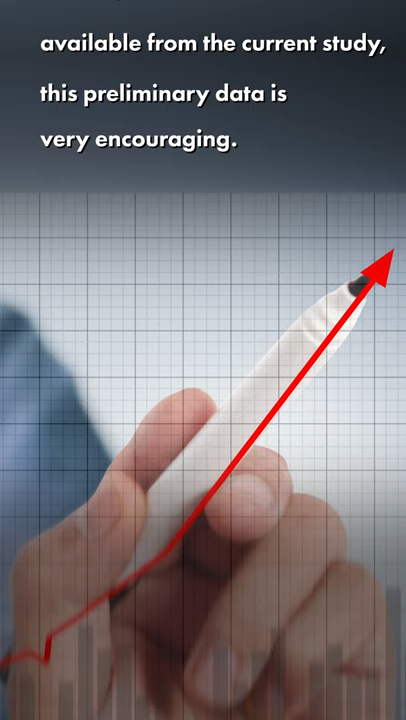 available from the current study,
this preliminary data is
very encouraging.